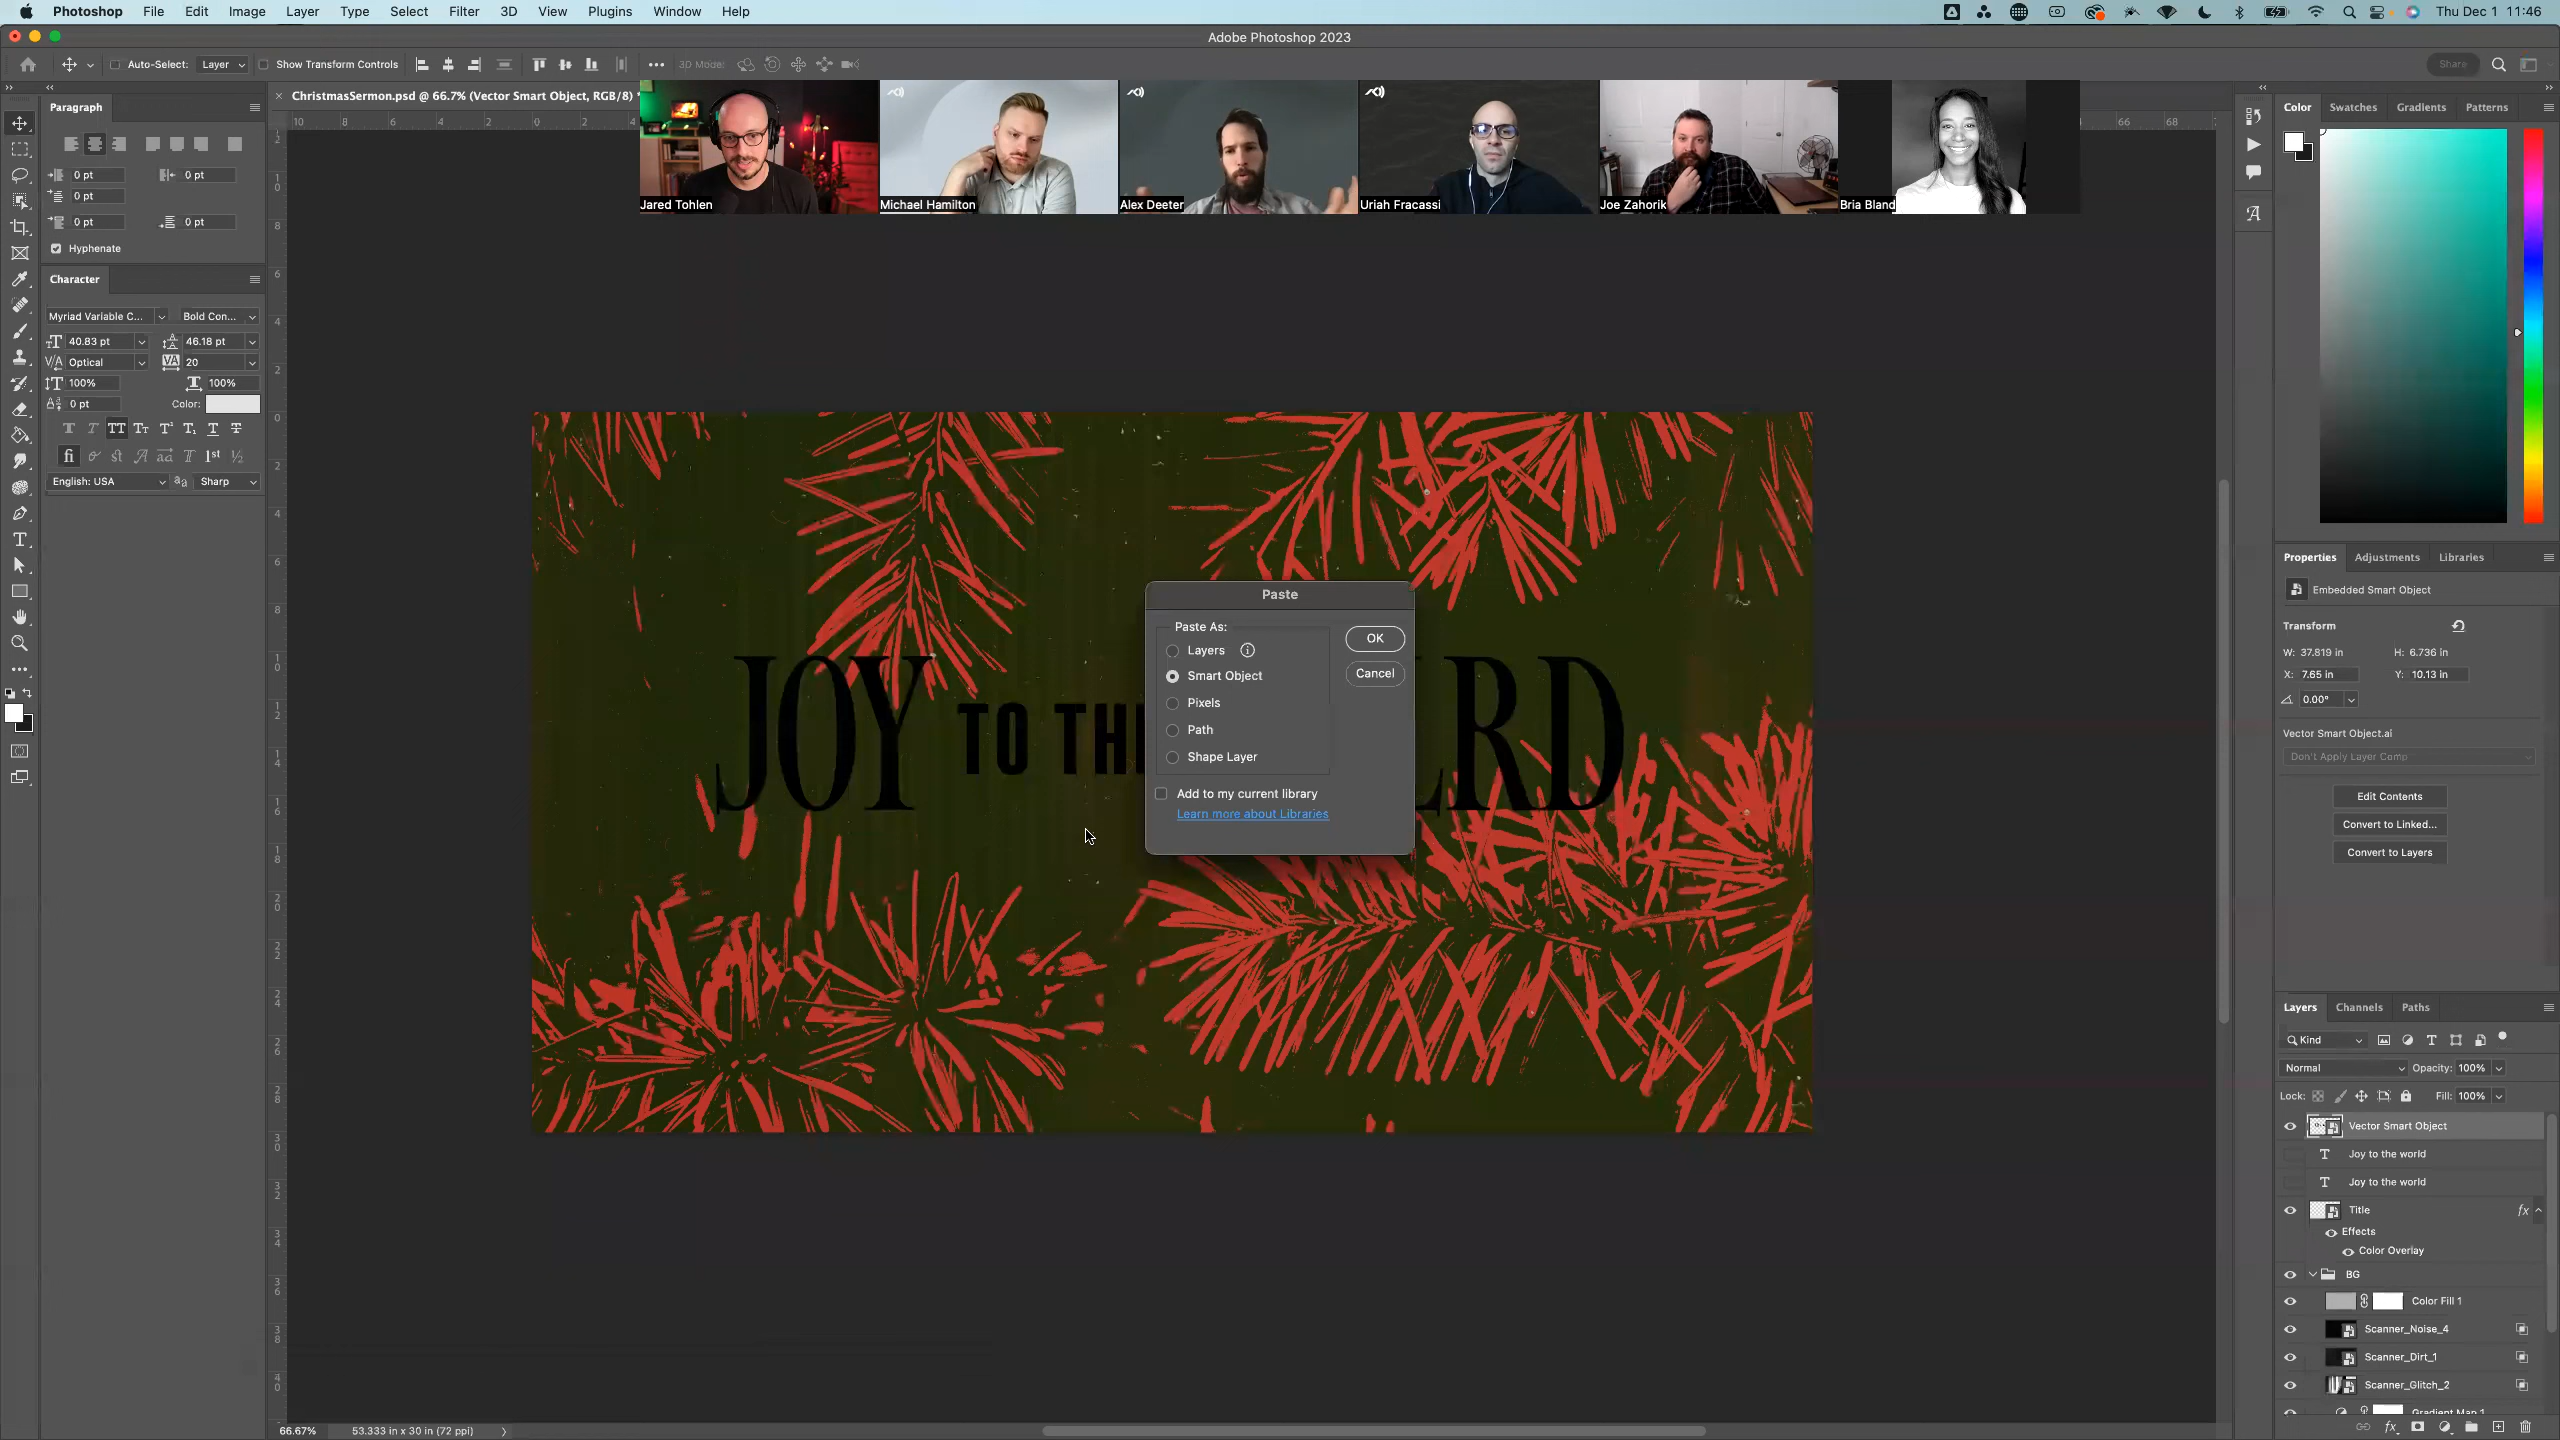 Photoshop File Edit Image Layer Type Select Filter 3D View Plugins Window Help Thu Dec 1 11:46
Adobe Photoshop 2023
Auto-Select: Layer Show Transform Controls 3D Mode: Share
ChristmasSermon.psd @ 66.7% (Vector Smart Object, RGB/8) *
Jared Tohlen Michael Hamilton Alex Deeter Uriah Fracassi Joe Zahorik Bria Bland
Paragraph
0 pt 0 pt
0 pt
0 pt 0 pt
Hyphenate
Character
Myriad Variable C... Bold Con...
40.83 pt 46.18 pt
Optical 20
100% 100%
0 pt Color:
English: USA Sharp
JOY TO TH
RD
Paste
Paste As:
Layers
Smart Object
Pixels
Path
Shape Layer
OK
Cancel
Add to my current library
Learn more about Libraries
Color Swatches Gradients Patterns
Properties Adjustments Libraries
Embedded Smart Object
Transform
W: 37.819 in H: 6.736 in
X: 7.65 in Y: 10.13 in
0.00°
Vector Smart Object.ai
Don't Apply Layer Comp
Edit Contents
Convert to Linked...
Convert to Layers
Layers Channels Paths
Kind
Normal Opacity: 100%
Lock: Fill: 100%
Vector Smart Object
Joy to the world
Joy to the world
Title fx
Effects
Color Overlay
BG
Color Fill 1
Scanner_Noise_4
Scanner_Dirt_1
Scanner_Glitch_2
Gradient Map 1
66.67% 53.333 in x 30 in (72 ppi)